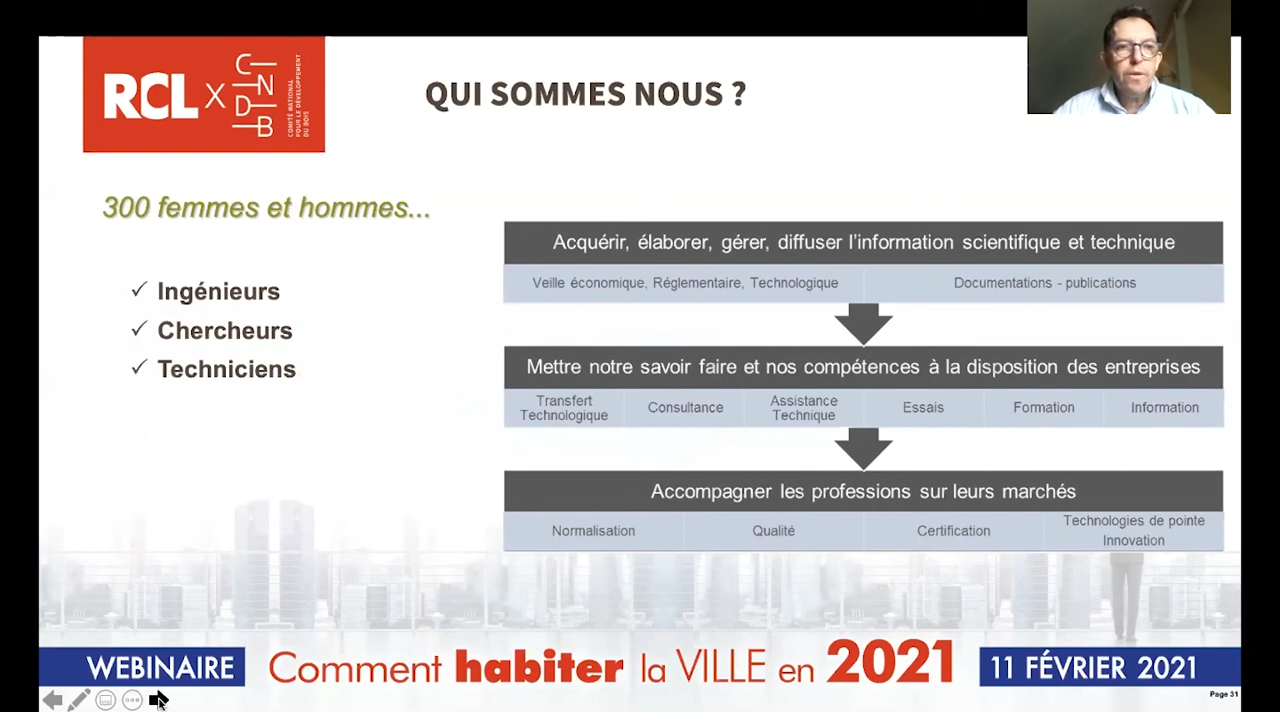 RCL X CNDB
COMITÉ NATIONAL
POUR LE DÉVELOPPEMENT
DU BOIS
QUI SOMMES NOUS ?
300 femmes et hommes...
✓ Ingénieurs
✓ Chercheurs
✓ Techniciens
Acquérir, élaborer, gérer, diffuser l'information scientifique et technique
Veille économique, Réglementaire, Technologique
Documentations - publications
Mettre notre savoir faire et nos compétences à la disposition des entreprises
Transfert
Technologique
Consultance
Assistance
Technique
Essais
Formation
Information
Accompagner les professions sur leurs marchés
Normalisation
Qualité
Certification
Technologies de pointe
Innovation
WEBINAIRE
Comment habiter la VILLE en 2021
11 FÉVRIER 2021
Page 31